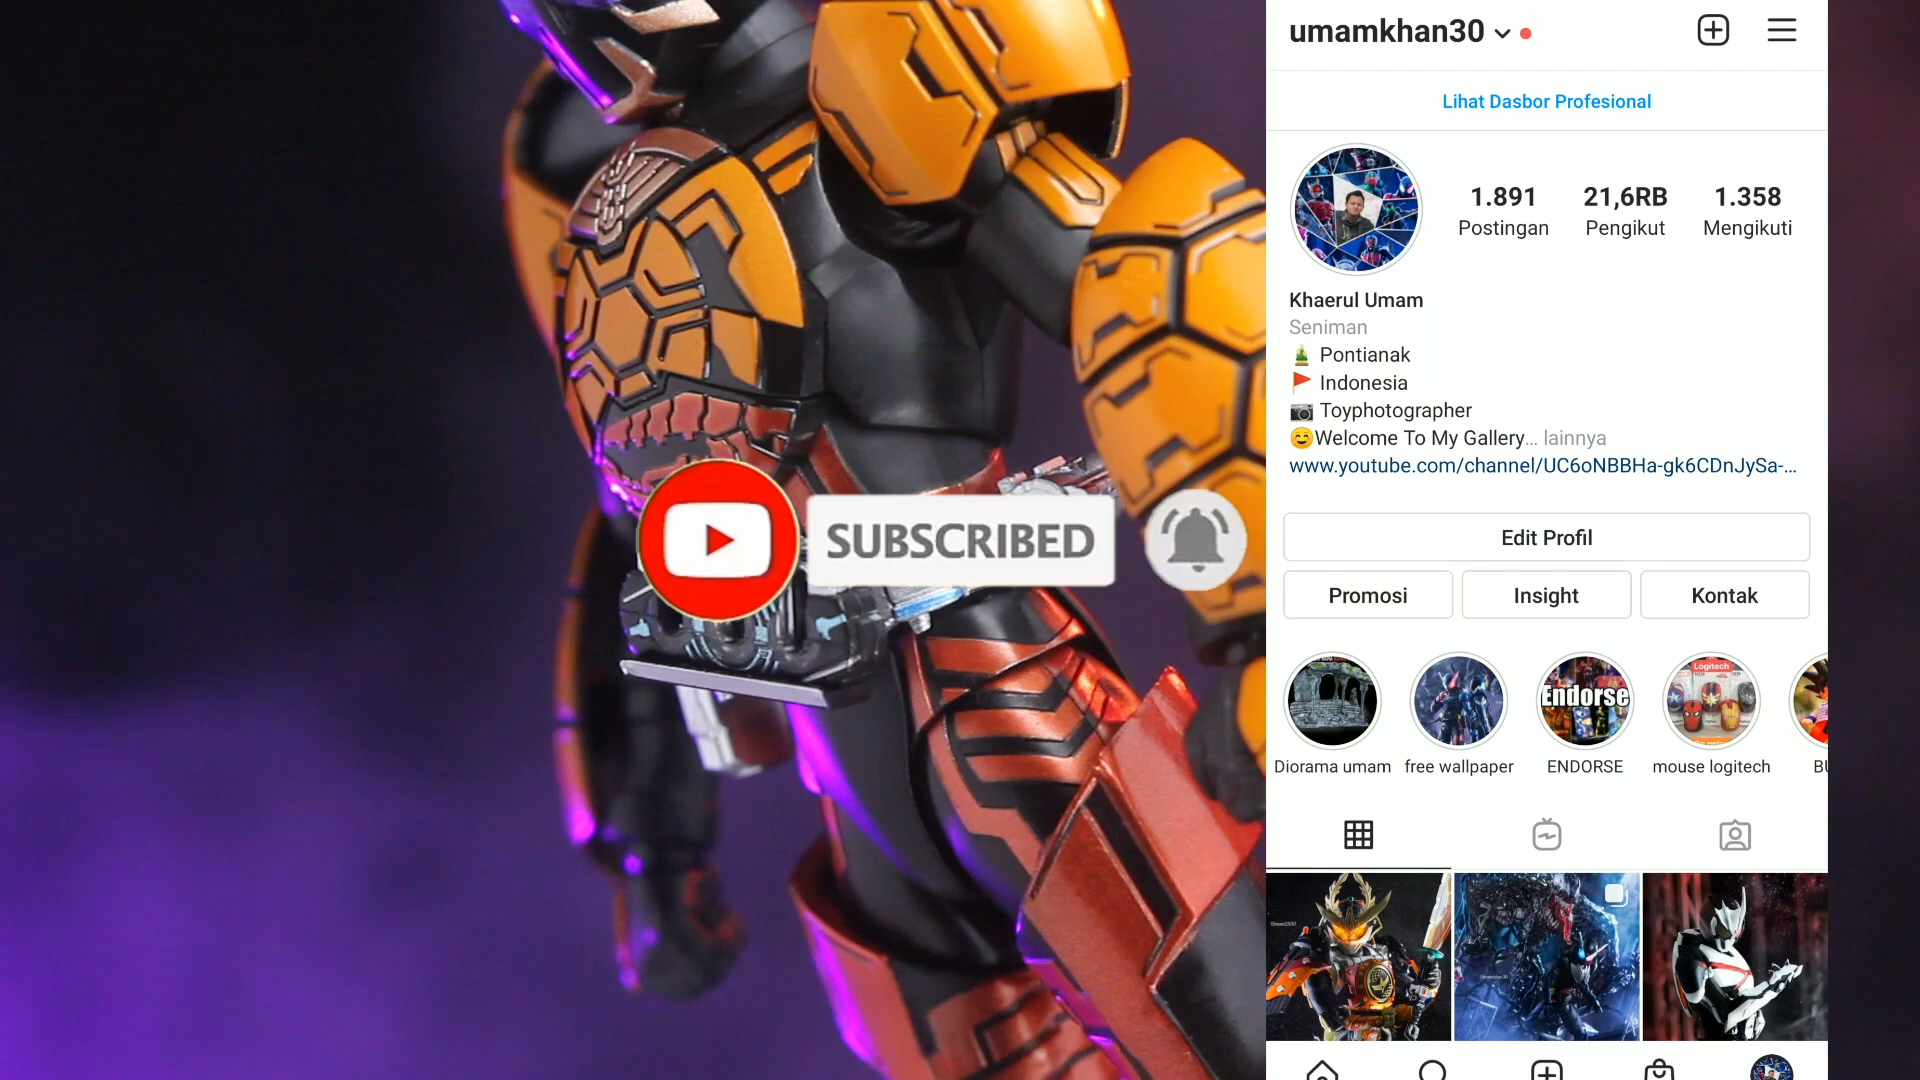 umamkhan30
Lihat Dasbor Profesional
1.891
21,6RB
1.358
Postingan
Pengikut
Mengikuti
Khaerul Umam
Seniman
Pontianak
Indonesia
Toyphotographer
Welcome To My Gallery... lainnya
www.youtube.com/channel/UC6oNBBHa-gk6CDnJySa-...
SUBSCRIBED
Edit Profil
Promosi
Insight
Kontak
Endorse
Logitech
Diorama umam
free wallpaper
ENDORSE
mouse logitech